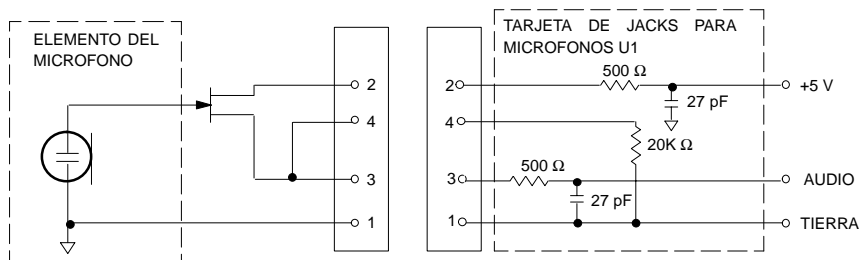 ELEMENTO DEL
MICROFONO
2
4
3
1
2
4
3
1
TARJETA DE JACKS PARA
MICROFONOS U1
500 Ω
27 pF
20K Ω
500 Ω
27 pF
+5 V
AUDIO
TIERRA